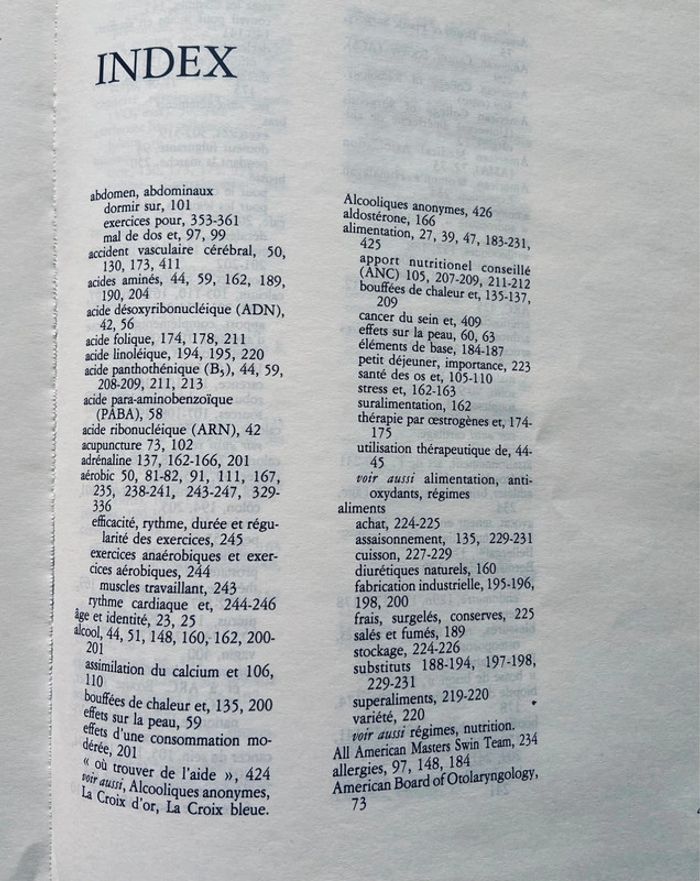 INDEX
abdomen, abdominaux
dormir sur, 101
exercices pour, 353-361
mal de dos et, 97, 99
accident vasculaire cérébral, 50,
130, 173, 411
acides aminés, 44, 59, 162, 189,
190, 204
acide désoxyribonucléique (ADN),
42, 56
acide folique, 174, 178, 211
acide linoléique, 194, 195, 220
acide panthothénique (B₅), 44, 59,
208-209, 211, 213
acide para-aminobenzoïque
(PABA), 58
acide ribonucléique (ARN), 42
acupuncture 73, 102
adrénaline 137, 162-166, 201
aérobic 50, 81-82, 91, 111, 167,
235, 238-241, 243-247, 329-
336
efficacité, rythme, durée et régu-
larité des exercices, 245
exercices anaérobiques et exer-
cices aérobiques, 244
muscles travaillant, 243
rythme cardiaque et, 244-246
âge et identité, 23, 25
alcool, 44, 51, 148, 160, 162, 200-
201
assimilation du calcium et 106,
110
bouffées de chaleur et, 135, 200
effets sur la peau, 59
effets d'une consommation mo-
dérée, 201
« où trouver de l'aide », 424
voir aussi, Alcooliques anonymes,
La Croix d'or, La Croix bleue.
Alcooliques anonymes, 426
aldostérone, 166
alimentation, 27, 39, 47, 183-231,
425
apport nutritionel conseillé
(ANC) 105, 207-209, 211-212
bouffées de chaleur et, 135-137,
209
cancer du sein et, 409
effets sur la peau, 60, 63
éléments de base, 184-187
petit déjeuner, importance, 223
santé des os et, 105-110
stress et, 162-163
suralimentation, 162
thérapie par œstrogènes et, 174-
175
utilisation thérapeutique de, 44-
45
voir aussi alimentation, anti-
oxydants, régimes
aliments
achat, 224-225
assaisonnement, 135, 229-231
cuisson, 227-229
diurétiques naturels, 160
fabrication industrielle, 195-196,
198, 200
frais, surgelés, conserves, 225
salés et fumés, 189
stockage, 224-226
substituts 188-194, 197-198,
229-231
superaliments, 219-220
variété, 220
voir aussi régimes, nutrition.
All American Masters Swin Team, 234
allergies, 97, 148, 184
American Board of Otolaryngology,
73